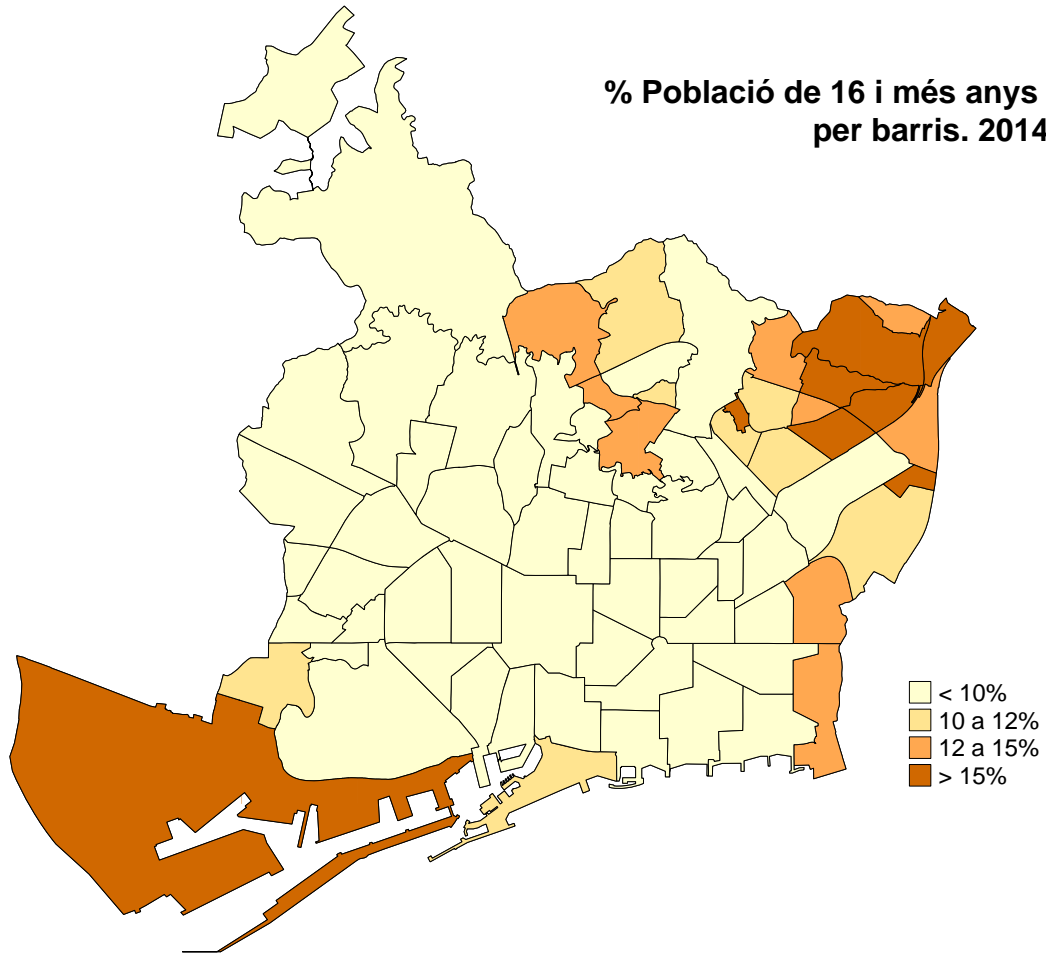 % Població de 16 i més anys
per barris. 2014
< 10%
10 a 12%
12 a 15%
> 15%